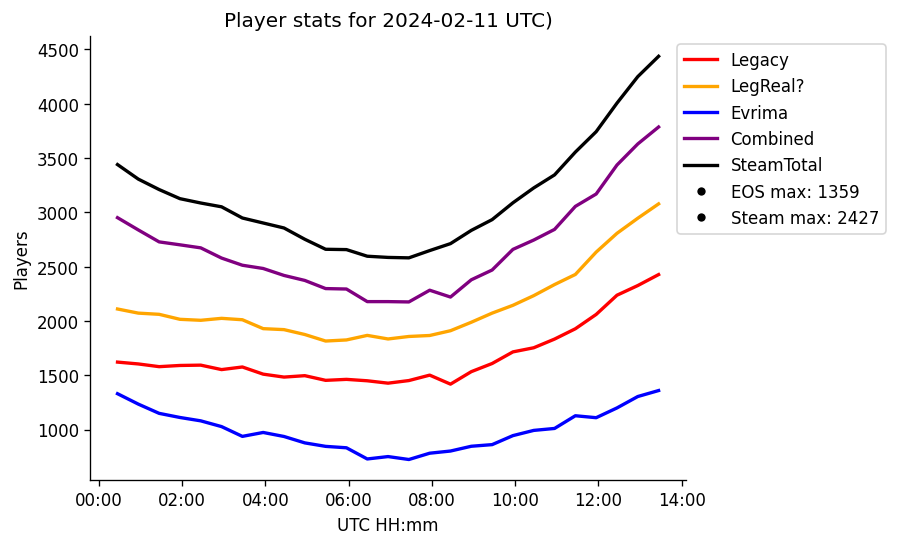 Player stats for 2024-02-11 UTC)
Players
4500
4000
3500
3000
2500
2000
1500
1000
00:00 02:00 04:00 06:00 08:00 10:00 12:00 14:00
UTC HH:mm
Legacy
LegReal?
Evrima
Combined
SteamTotal
EOS max: 1359
Steam max: 2427